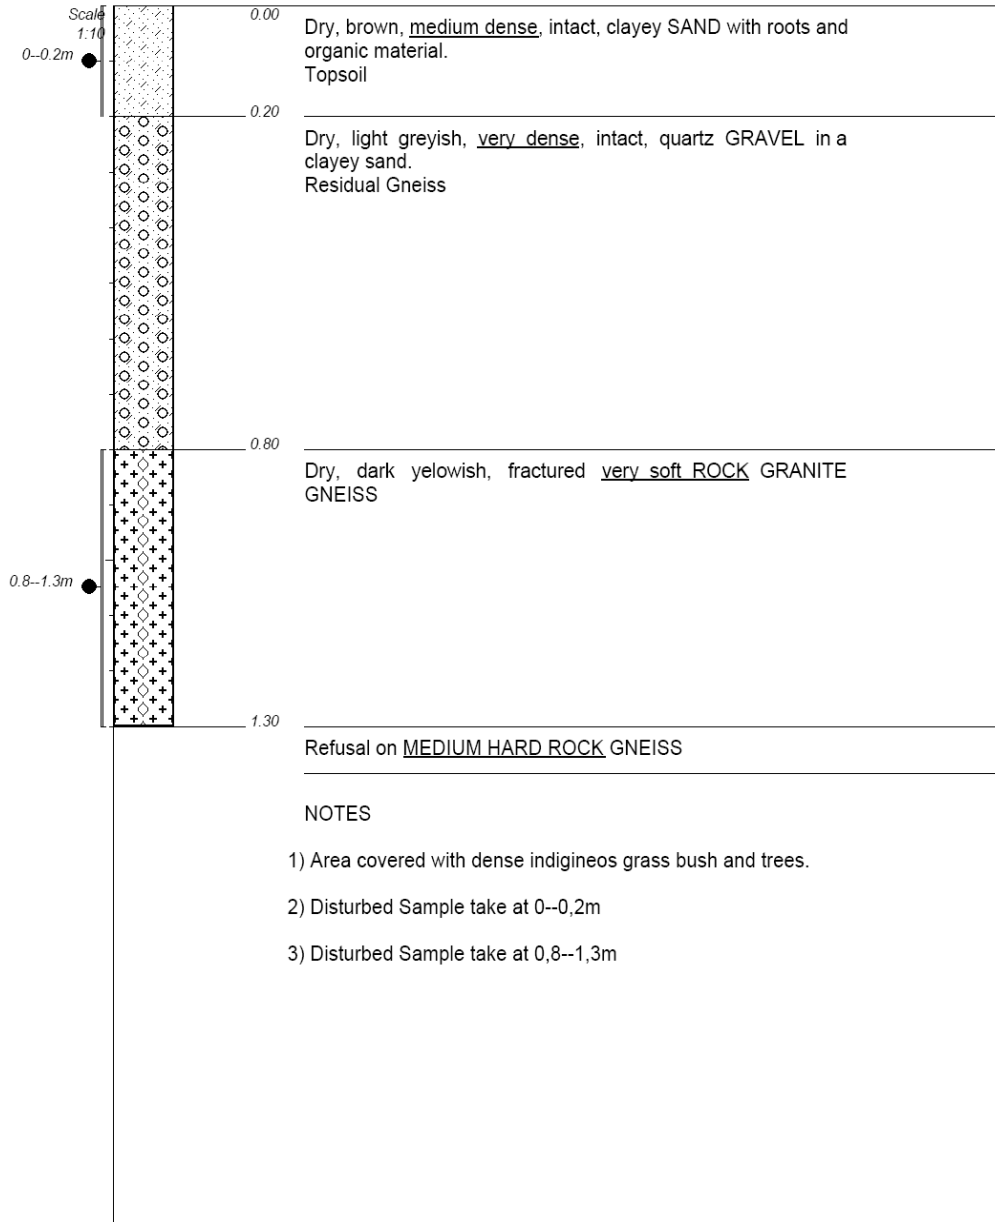 Scale
1:10
0--0.2m
0.00
Dry, brown, medium dense, intact, clayey SAND with roots and
organic material.
Topsoil
0.20
Dry, light greyish, very dense, intact, quartz GRAVEL in a
clayey sand.
Residual Gneiss
0.80
Dry, dark yelowish, fractured very soft ROCK GRANITE
GNEISS
0.8--1.3m
1.30
Refusal on MEDIUM HARD ROCK GNEISS
NOTES
1) Area covered with dense indigineos grass bush and trees.
2) Disturbed Sample take at 0--0,2m
3) Disturbed Sample take at 0,8--1,3m